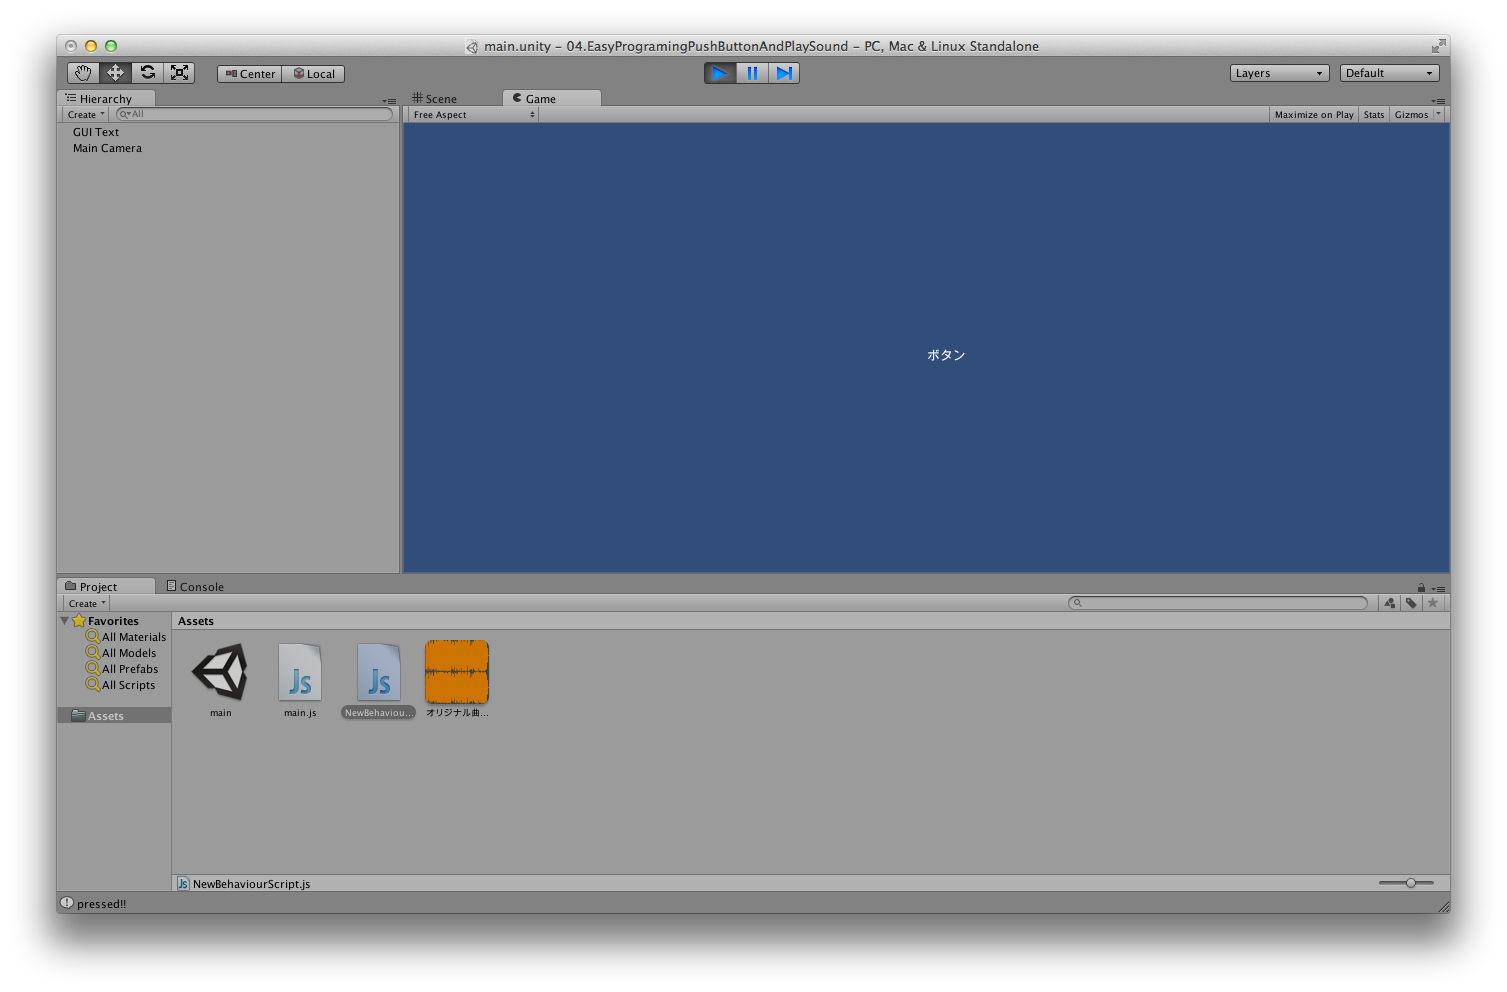 main.unity – 04.EasyProgramingPushButtonAndPlaySound – PC, Mac & Linux Standalone
Center Local Layers Default
Hierarchy Scene Game
Create All Free Aspect Maximize on Play Stats Gizmos
GUI Text
Main Camera
ボタン
Project Console
Create
Favorites Assets
All Materials
All Models
All Prefabs
All Scripts
Assets
Js Js
main main.js NewBehaviou... オリジナル曲...
Js NewBehaviourScript.js
pressed!!